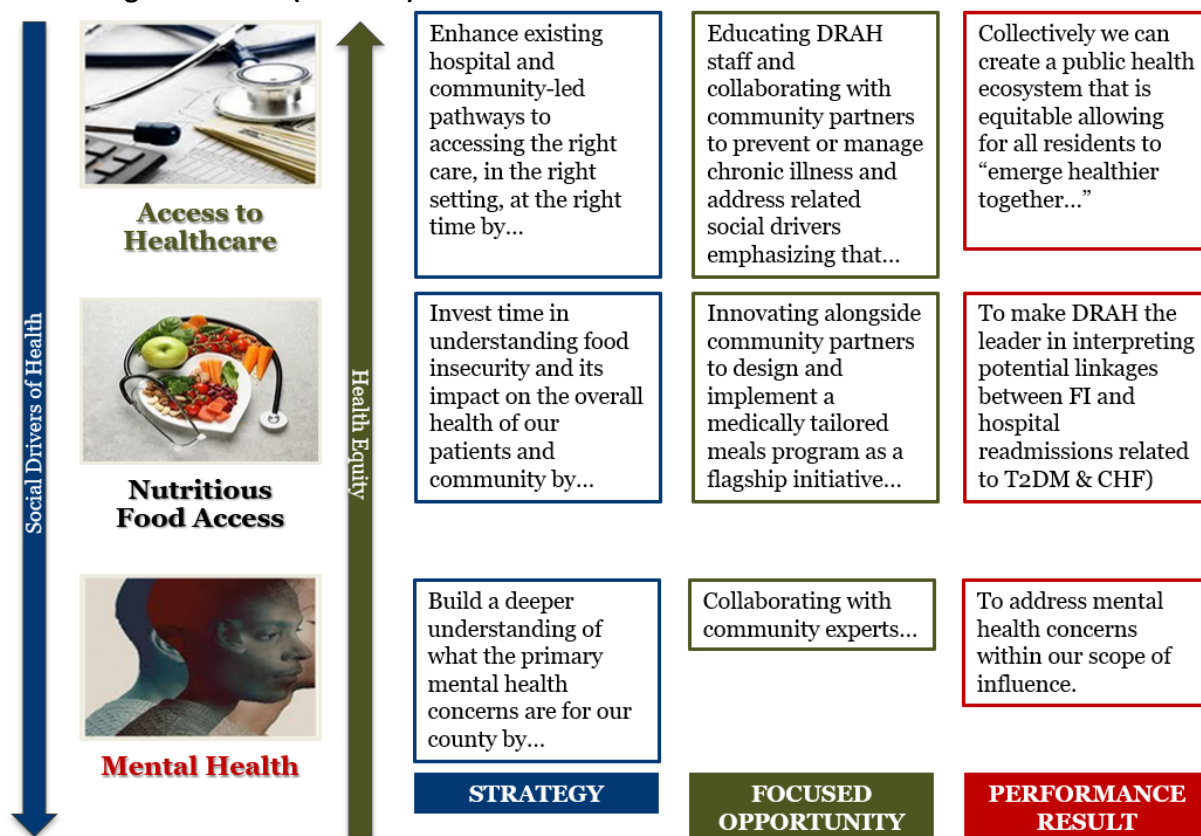 Social Drivers of Health
Health Equity
Access to
Healthcare
Enhance existing
hospital and
community-led
pathways to
accessing the right
care, in the right
setting, at the right
time by...
Educating DRAH
staff and
collaborating with
community partners
to prevent or manage
chronic illness and
address related
social drivers
emphasizing that...
Collectively we can
create a public health
ecosystem that is
equitable allowing
for all residents to
“emerge healthier
together...”
Nutritious
Food Access
Invest time in
understanding food
insecurity and its
impact on the overall
health of our
patients and
community by...
Innovating alongside
community partners
to design and
implement a
medically tailored
meals program as a
flagship initiative...
To make DRAH the
leader in interpreting
potential linkages
between FI and
hospital
readmissions related
to T2DM & CHF)
Mental Health
Build a deeper
understanding of
what the primary
mental health
concerns are for our
county by...
Collaborating with
community experts...
To address mental
health concerns
within our scope of
influence.
STRATEGY
FOCUSED
OPPORTUNITY
PERFORMANCE
RESULT